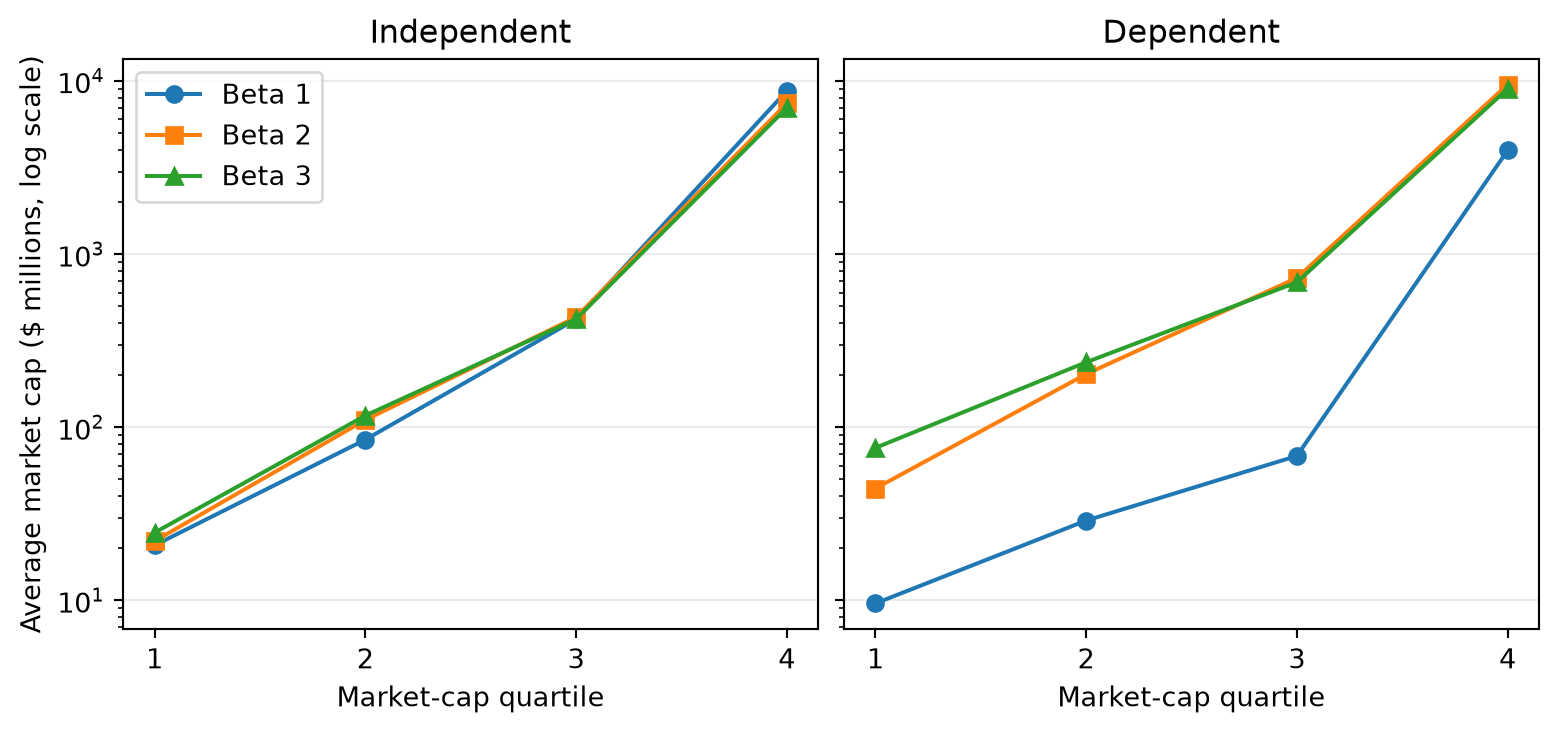 Independent
Dependent
Average market cap ($ millions, log scale)
10⁴
10³
10²
10¹
Beta 1
Beta 2
Beta 3
1 2 3 4
1 2 3 4
Market-cap quartile
Market-cap quartile